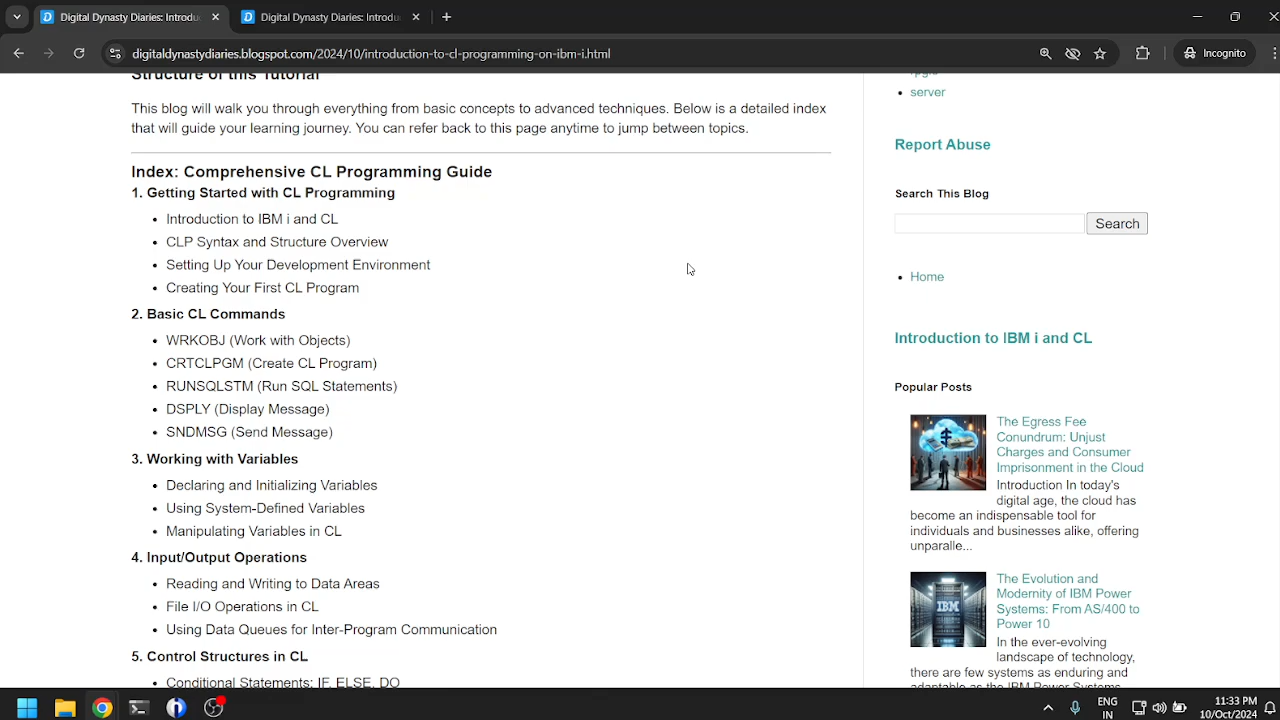 Digital Dynasty Diaries: Introdu
Digital Dynasty Diaries: Introdu
digitaldynastydiaries.blogspot.com/2024/10/introduction-to-cl-programming-on-ibm-i.html
Incognito
Structure of this Tutorial
This blog will walk you through everything from basic concepts to advanced techniques. Below is a detailed index
that will guide your learning journey. You can refer back to this page anytime to jump between topics.
Index: Comprehensive CL Programming Guide
1. Getting Started with CL Programming
• Introduction to IBM i and CL
• CLP Syntax and Structure Overview
• Setting Up Your Development Environment
• Creating Your First CL Program
2. Basic CL Commands
• WRKOBJ (Work with Objects)
• CRTCLPGM (Create CL Program)
• RUNSQLSTM (Run SQL Statements)
• DSPLY (Display Message)
• SNDMSG (Send Message)
3. Working with Variables
• Declaring and Initializing Variables
• Using System-Defined Variables
• Manipulating Variables in CL
4. Input/Output Operations
• Reading and Writing to Data Areas
• File I/O Operations in CL
• Using Data Queues for Inter-Program Communication
5. Control Structures in CL
• Conditional Statements: IF, ELSE, DO
• server
Report Abuse
Search This Blog
Search
• Home
Introduction to IBM i and CL
Popular Posts
The Egress Fee
Conundrum: Unjust
Charges and Consumer
Imprisonment in the Cloud
Introduction In today's
digital age, the cloud has
become an indispensable tool for
individuals and businesses alike, offering
unparalle...
IBM
The Evolution and
Modernity of IBM Power
Systems: From AS/400 to
Power 10
In the ever-evolving
landscape of technology,
there are few systems as enduring and
adaptable as the IBM Power Systems
ENG
IN
11:33 PM
10/Oct/2024